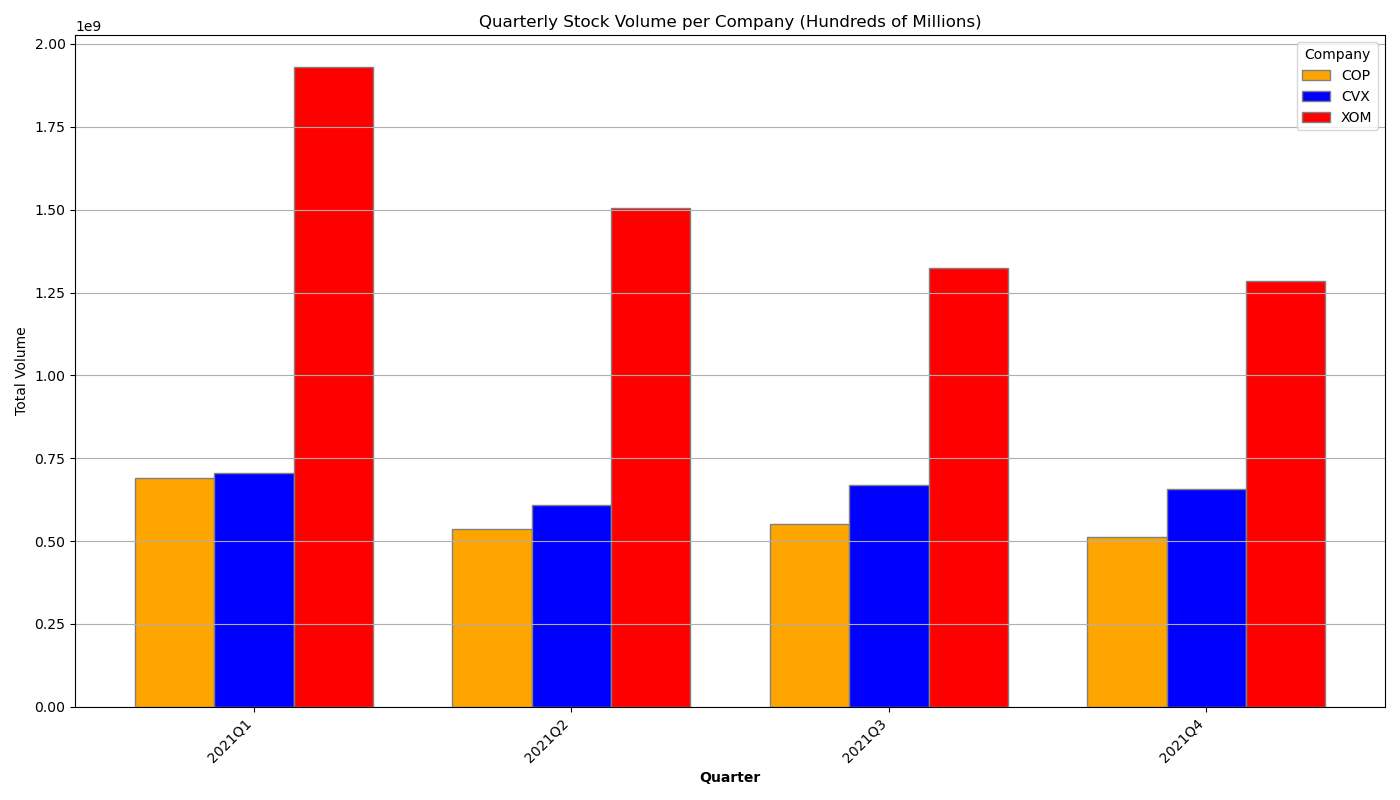 Quarterly Stock Volume per Company (Hundreds of Millions)
1e9
2.00
1.75
1.50
1.25
1.00
0.75
0.50
0.25
0.00
Total Volume
Company
COP
CVX
XOM
2021Q1
2021Q2
2021Q3
2021Q4
Quarter